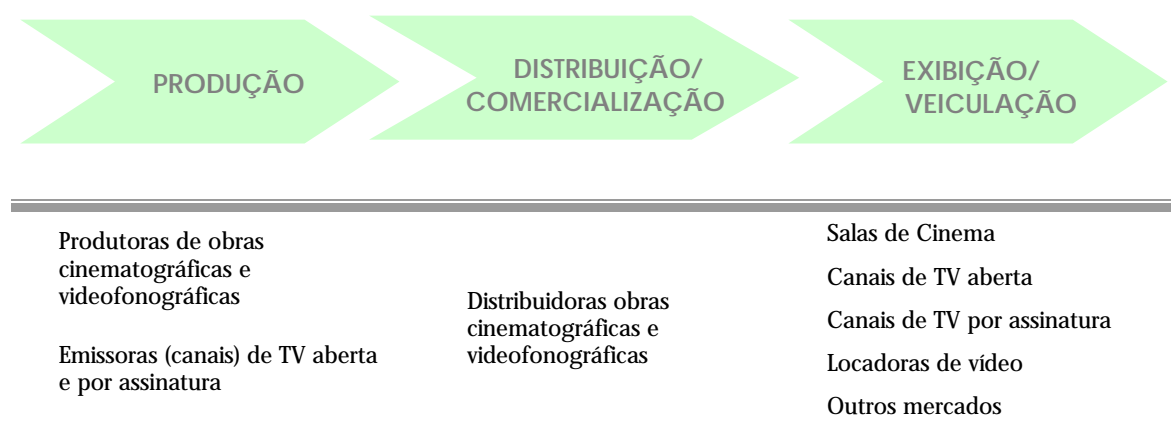 PRODUÇÃO
DISTRIBUIÇÃO/
COMERCIALIZAÇÃO
EXIBIÇÃO/
VEICULAÇÃO
Produtoras de obras
cinematográficas e
videofonográficas
Emissoras (canais) de TV aberta
e por assinatura
Distribuidoras obras
cinematográficas e
videofonográficas
Salas de Cinema
Canais de TV aberta
Canais de TV por assinatura
Locadoras de vídeo
Outros mercados